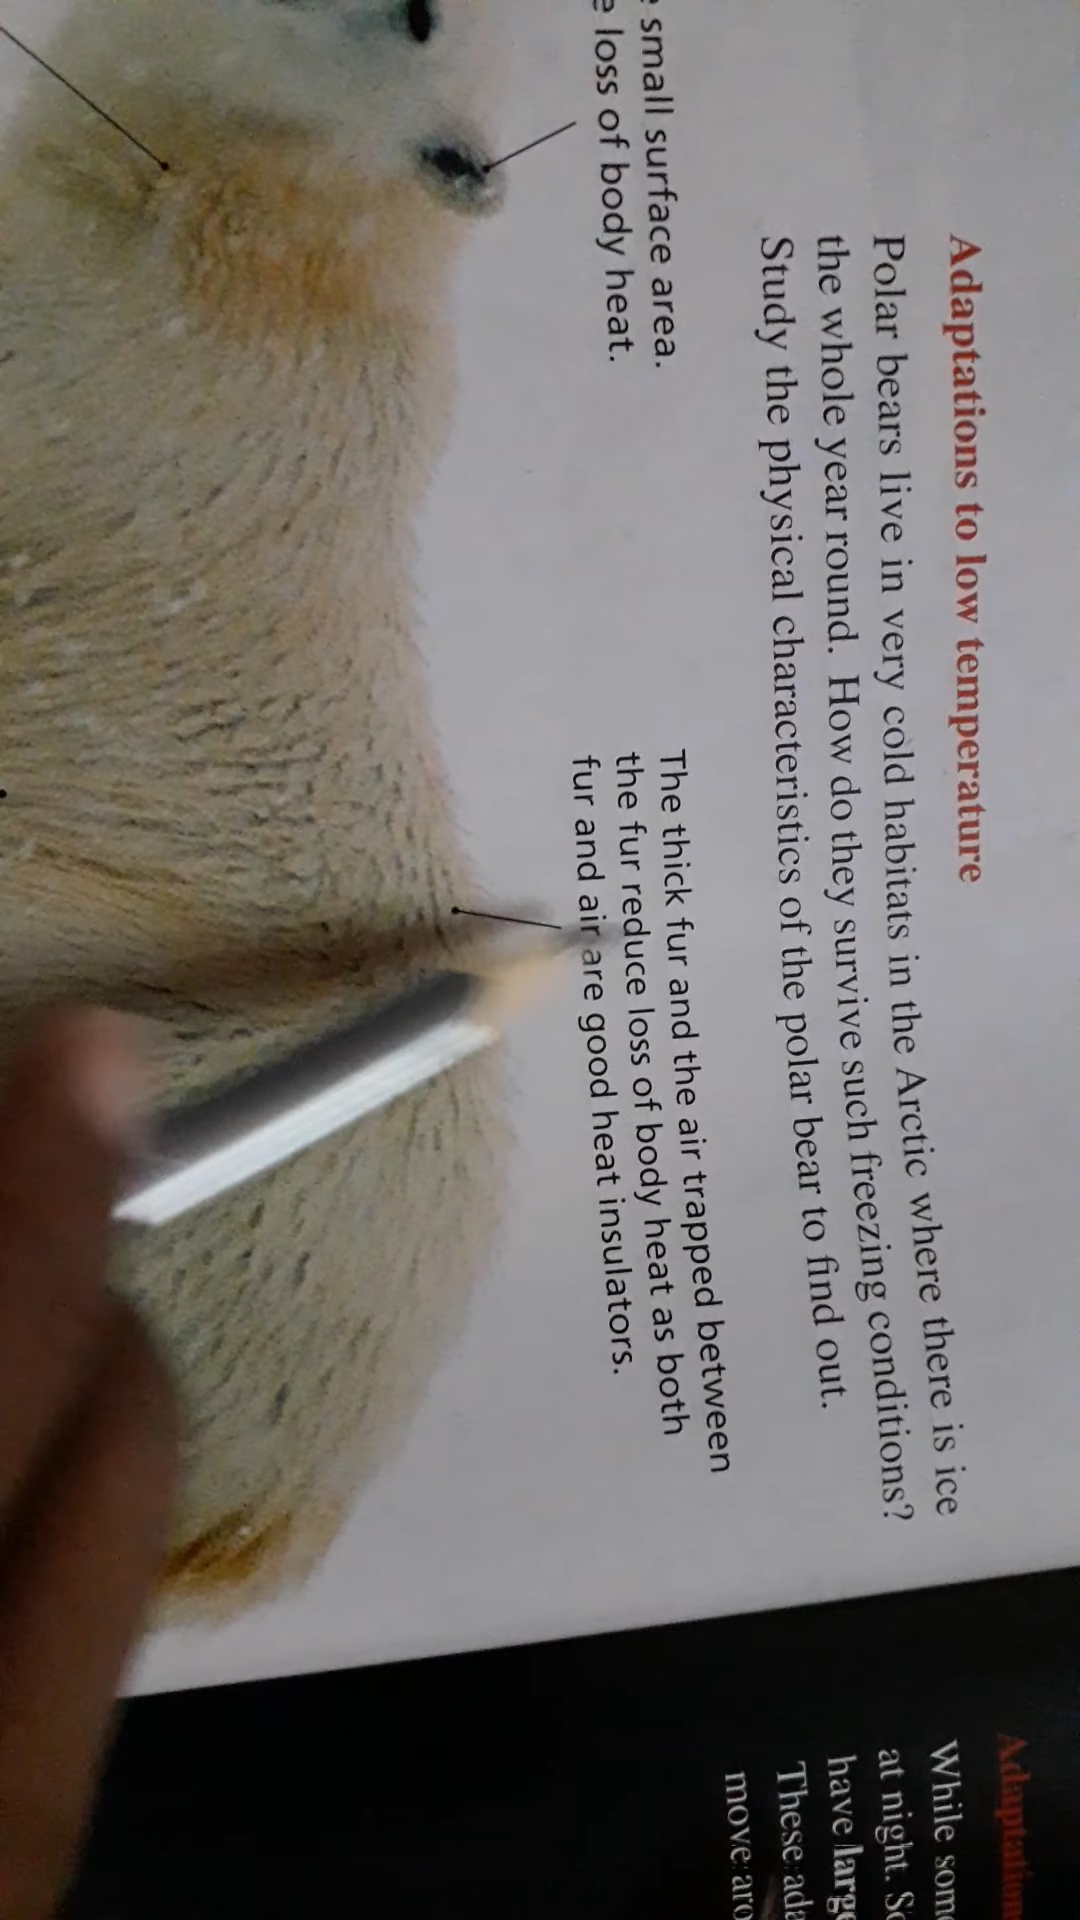 Adaptations to low temperature
Polar bears live in very cold habitats in the Arctic where there is ice
the whole year round. How do they survive such freezing conditions?
Study the physical characteristics of the polar bear to find out.
small surface area.
loss of body heat.
The thick fur and the air trapped between
the fur reduce loss of body heat as both
fur and air are good heat insulators.
While
at night.
have
These
move